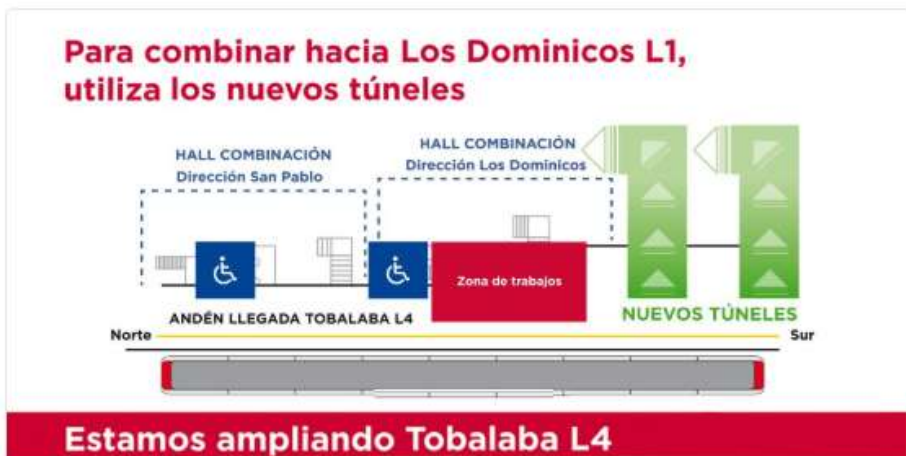 Para combinar hacia Los Dominicos L1,
utiliza los nuevos túneles
HALL COMBINACIÓN
Dirección San Pablo
HALL COMBINACIÓN
Dirección Los Dominicos
Zona de trabajos
ANDÉN LLEGADA TOBALABA L4
NUEVOS TÚNELES
Norte
Sur
Estamos ampliando Tobalaba L4